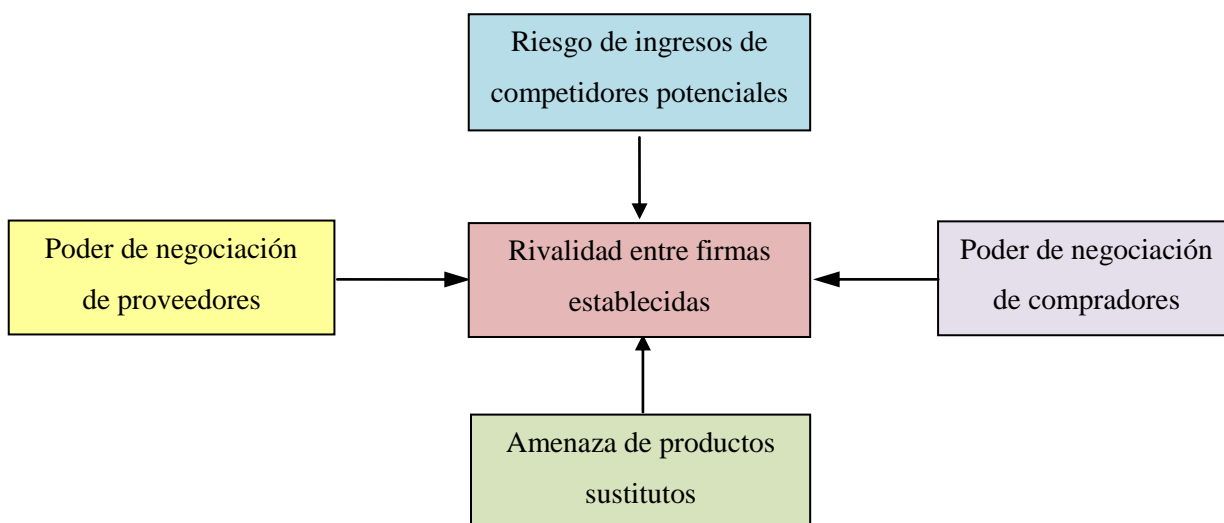 Riesgo de ingresos de
competidores potenciales
Poder de negociación
de proveedores
Rivalidad entre firmas
establecidas
Poder de negociación
de compradores
Amenaza de productos
sustitutos